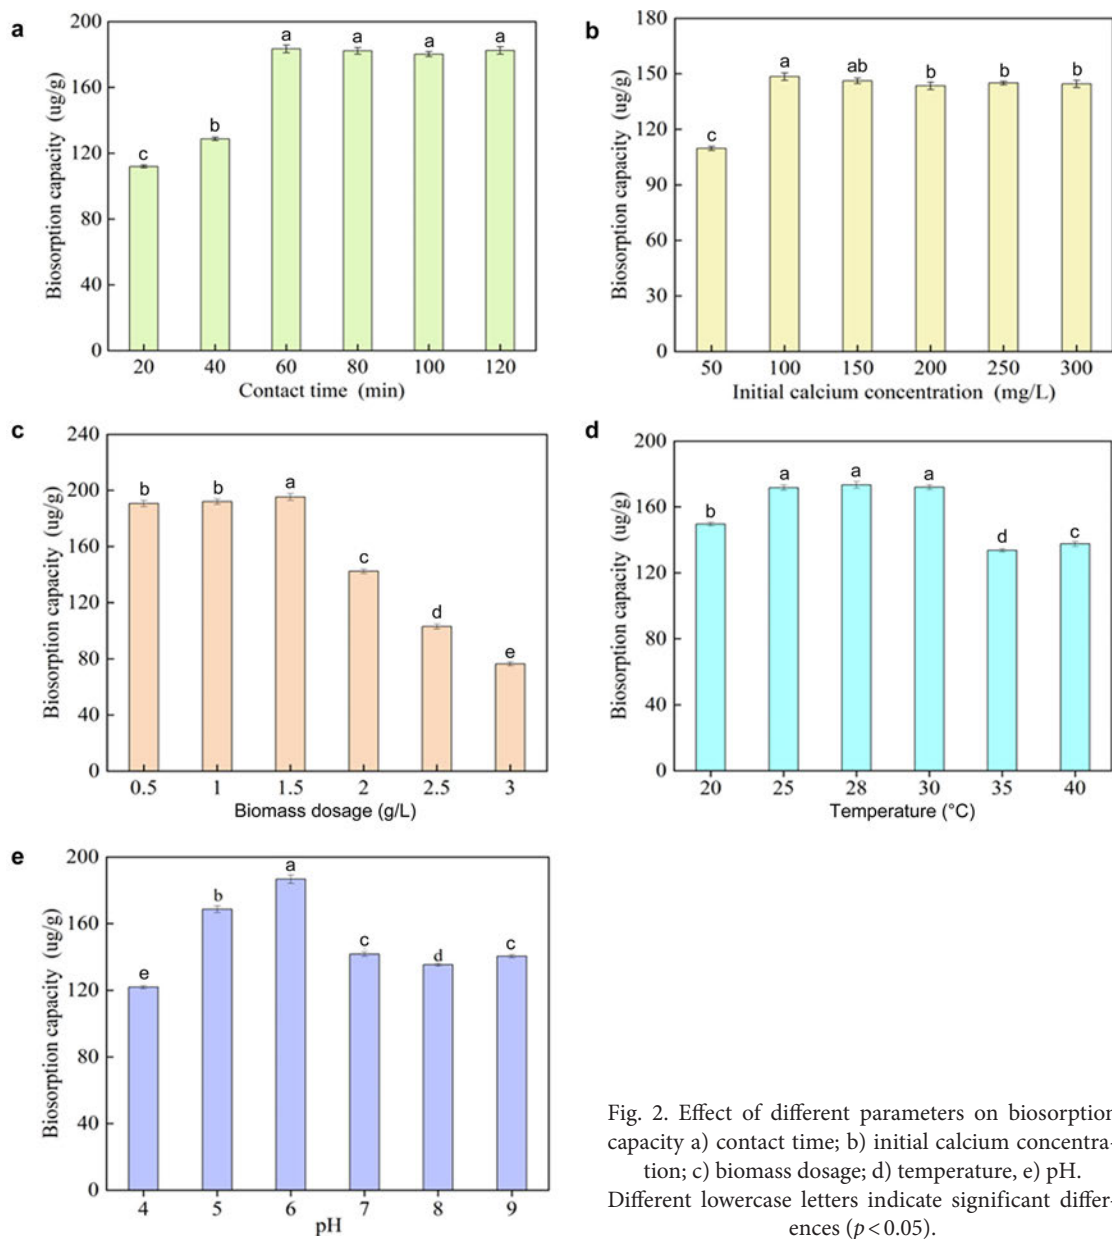 a
200
160
120
80
40
0
Biosorption capacity (ug/g)
c
b
a
a
a
a
20 40 60 80 100 120
Contact time (min)
b
180
150
120
90
60
30
0
Biosorption capacity (ug/g)
c
a
ab
b
b
b
50 100 150 200 250 300
Initial calcium concentration (mg/L)
c
240
200
160
120
80
40
0
Biosorption capacity (ug/g)
b
b
a
c
d
e
0.5 1 1.5 2 2.5 3
Biomass dosage (g/L)
d
200
160
120
80
40
0
Biosorption capacity (ug/g)
b
a
a
a
d
c
20 25 28 30 35 40
Temperature (°C)
e
200
160
120
80
40
0
Biosorption capacity (ug/g)
e
b
a
c
d
c
4 5 6 7 8 9
pH
Fig. 2. Effect of different parameters on biosorption
capacity a) contact time; b) initial calcium concentra-
tion; c) biomass dosage; d) temperature, e) pH.
Different lowercase letters indicate significant differ-
ences (p<0.05).